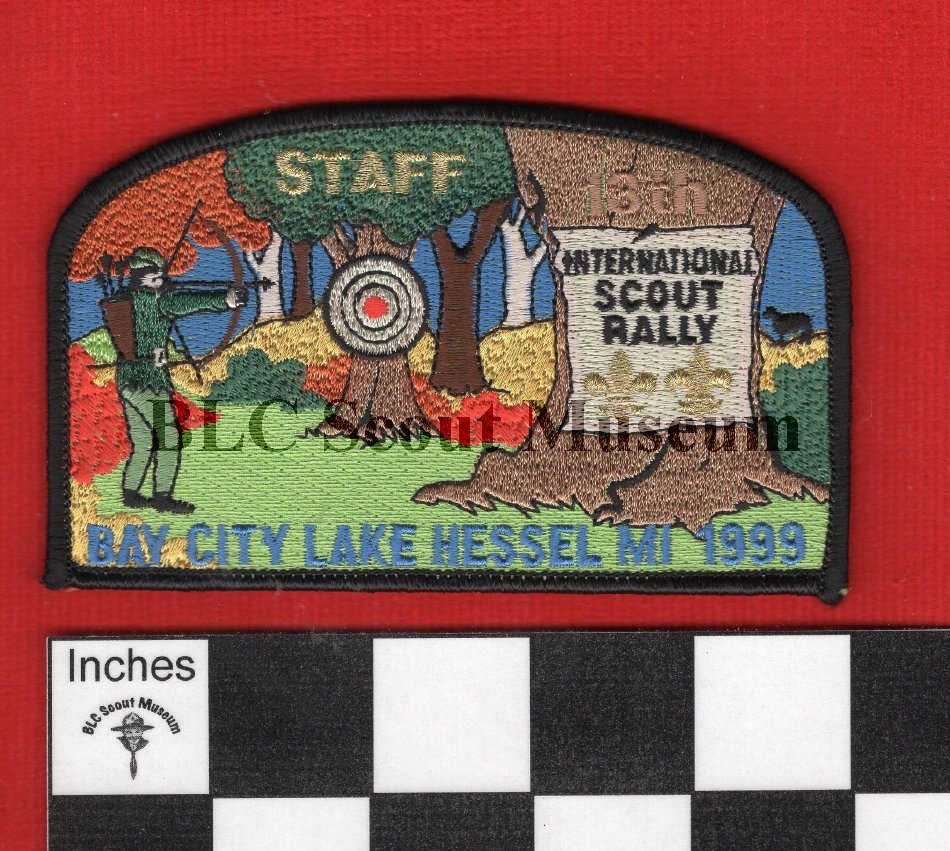 STAFF
13th
INTERNATIONAL
SCOUT
RALLY
BLC Scout Museum
BAY CITY LAKE HESSEL MI 1999
Inches
BLC Scout Museum